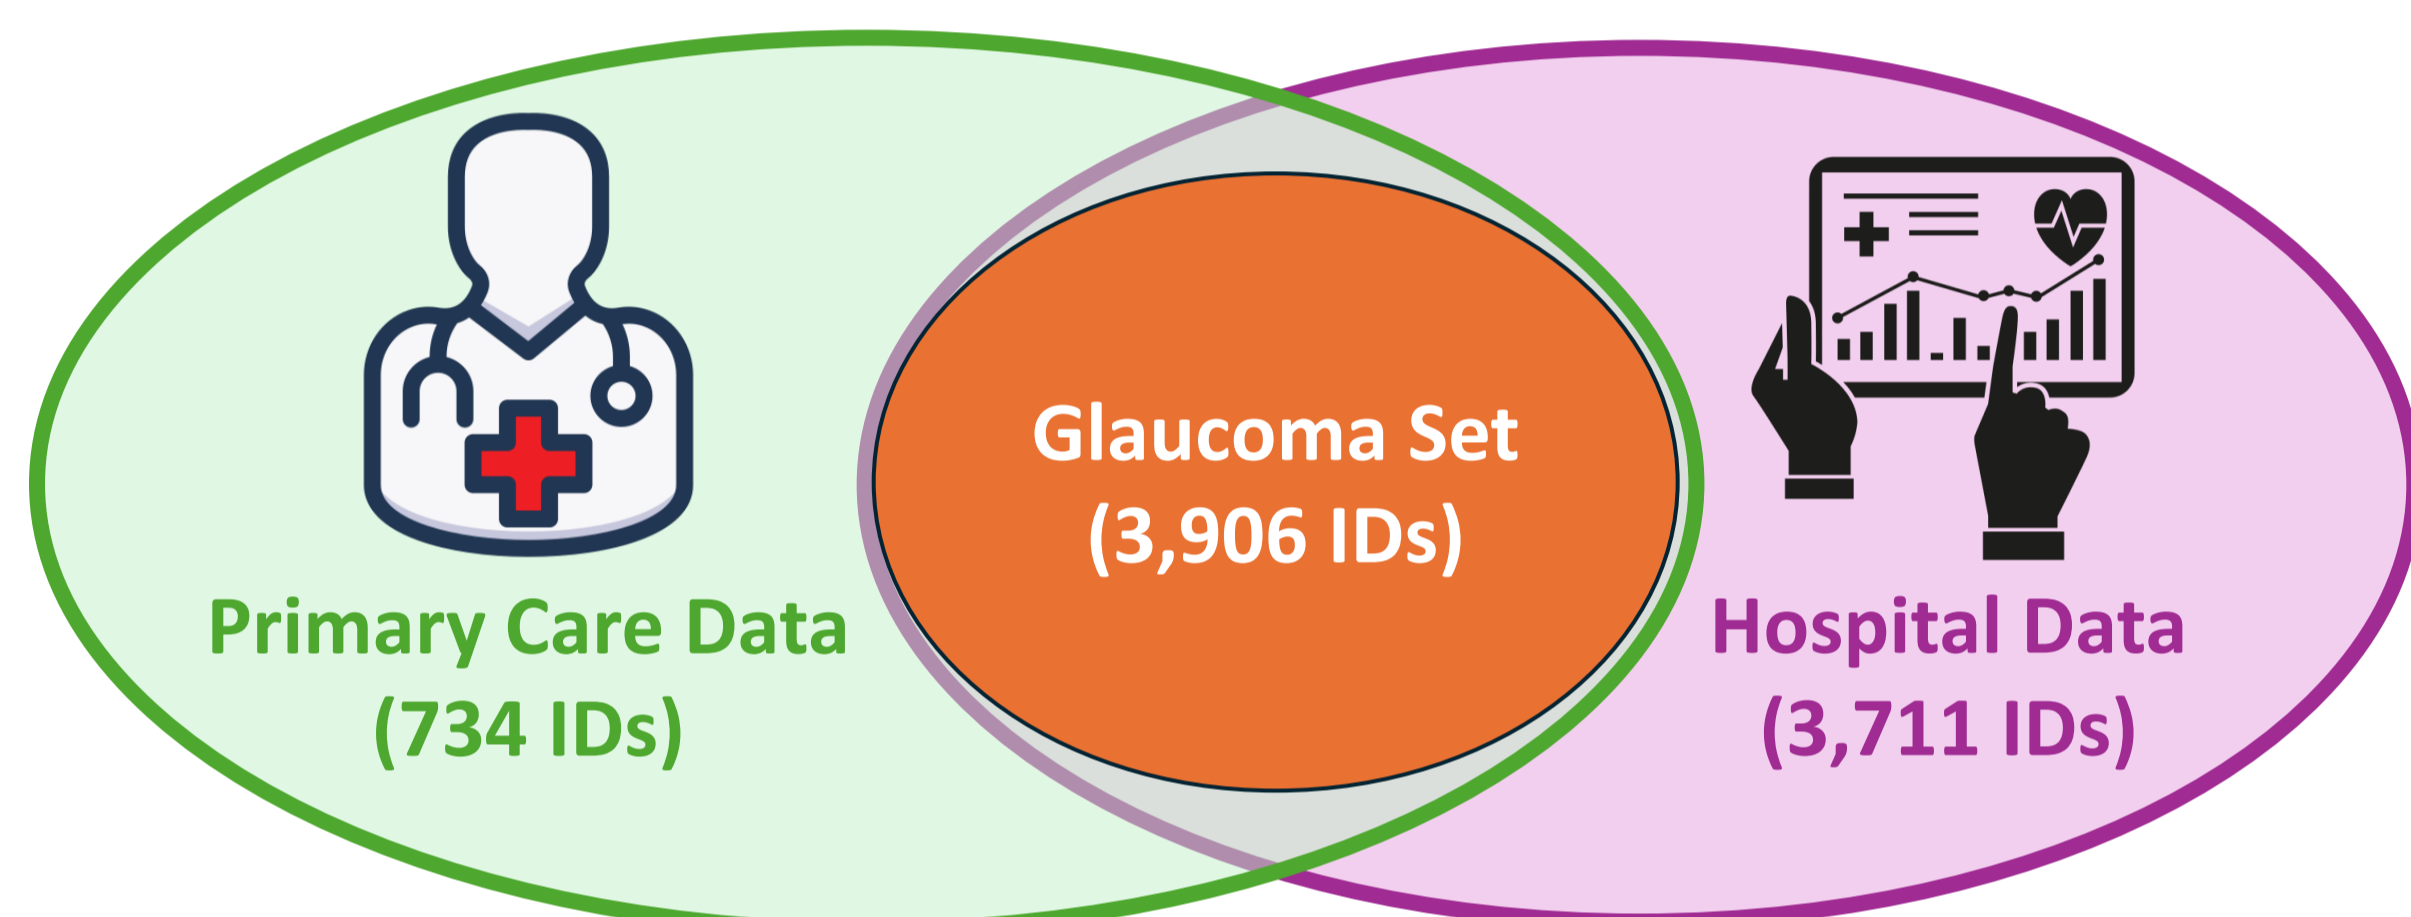 Glaucoma Set
(3,906 IDs)
Primary Care Data
(734 IDs)
Hospital Data
(3,711 IDs)